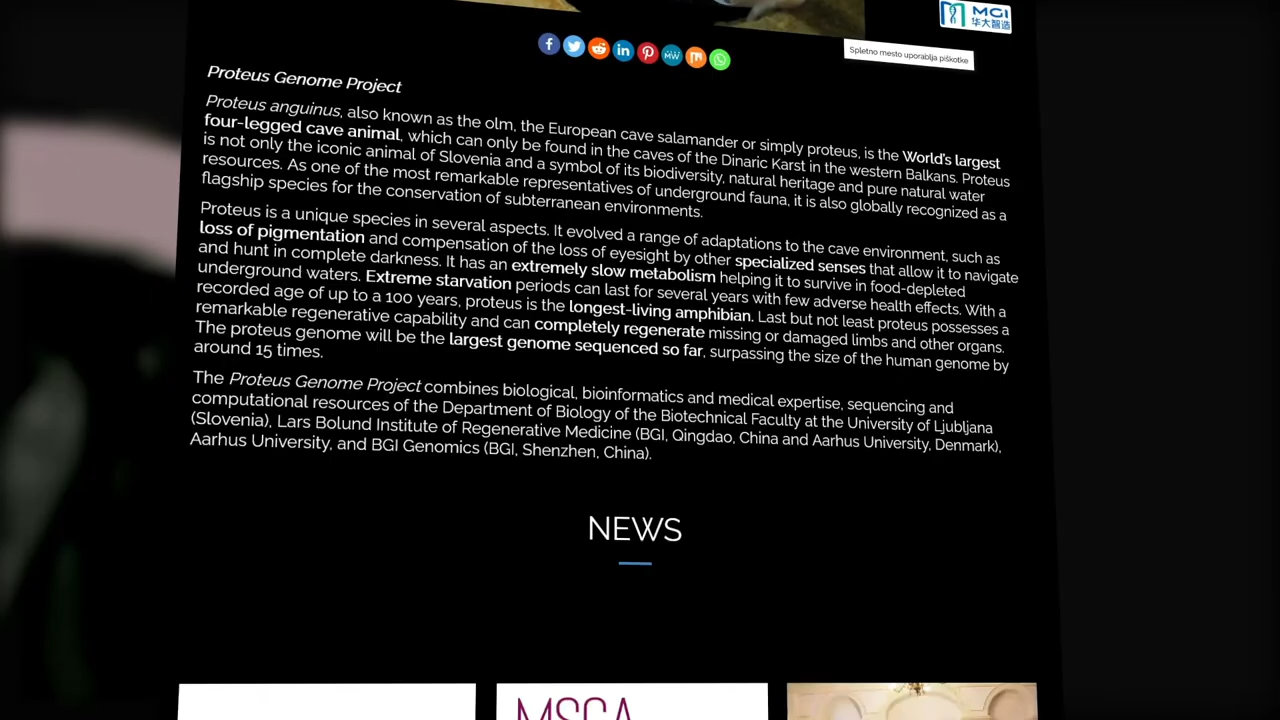 MGI
华大智造
MW
Spletno mesto uporablja piškotke
Proteus Genome Project
Proteus anguinus, also known as the olm, the European cave salamander or simply proteus, is the World's largest
four-legged cave animal, which can only be found in the caves of the Dinaric Karst in the western Balkans. Proteus
is not only the iconic animal of Slovenia and a symbol of its biodiversity, natural heritage and pure natural water
resources. As one of the most remarkable representatives of underground fauna, it is also globally recognized as a
flagship species for the conservation of subterranean environments.
Proteus is a unique species in several aspects. It evolved a range of adaptations to the cave environment, such as
loss of pigmentation and compensation of the loss of eyesight by other specialized senses that allow it to navigate
and hunt in complete darkness. It has an extremely slow metabolism helping it to survive in food-depleted
underground waters. Extreme starvation periods can last for several years with few adverse health effects. With a
recorded age of up to a 100 years, proteus is the longest-living amphibian. Last but not least proteus possesses a
remarkable regenerative capability and can completely regenerate missing or damaged limbs and other organs.
The proteus genome will be the largest genome sequenced so far, surpassing the size of the human genome by
around 15 times.
The Proteus Genome Project combines biological, bioinformatics and medical expertise, sequencing and
computational resources of the Department of Biology of the Biotechnical Faculty at the University of Ljubljana
(Slovenia), Lars Bolund Institute of Regenerative Medicine (BGI, Qingdao, China and Aarhus University, Denmark),
Aarhus University, and BGI Genomics (BGI, Shenzhen, China).
NEWS
MSCA